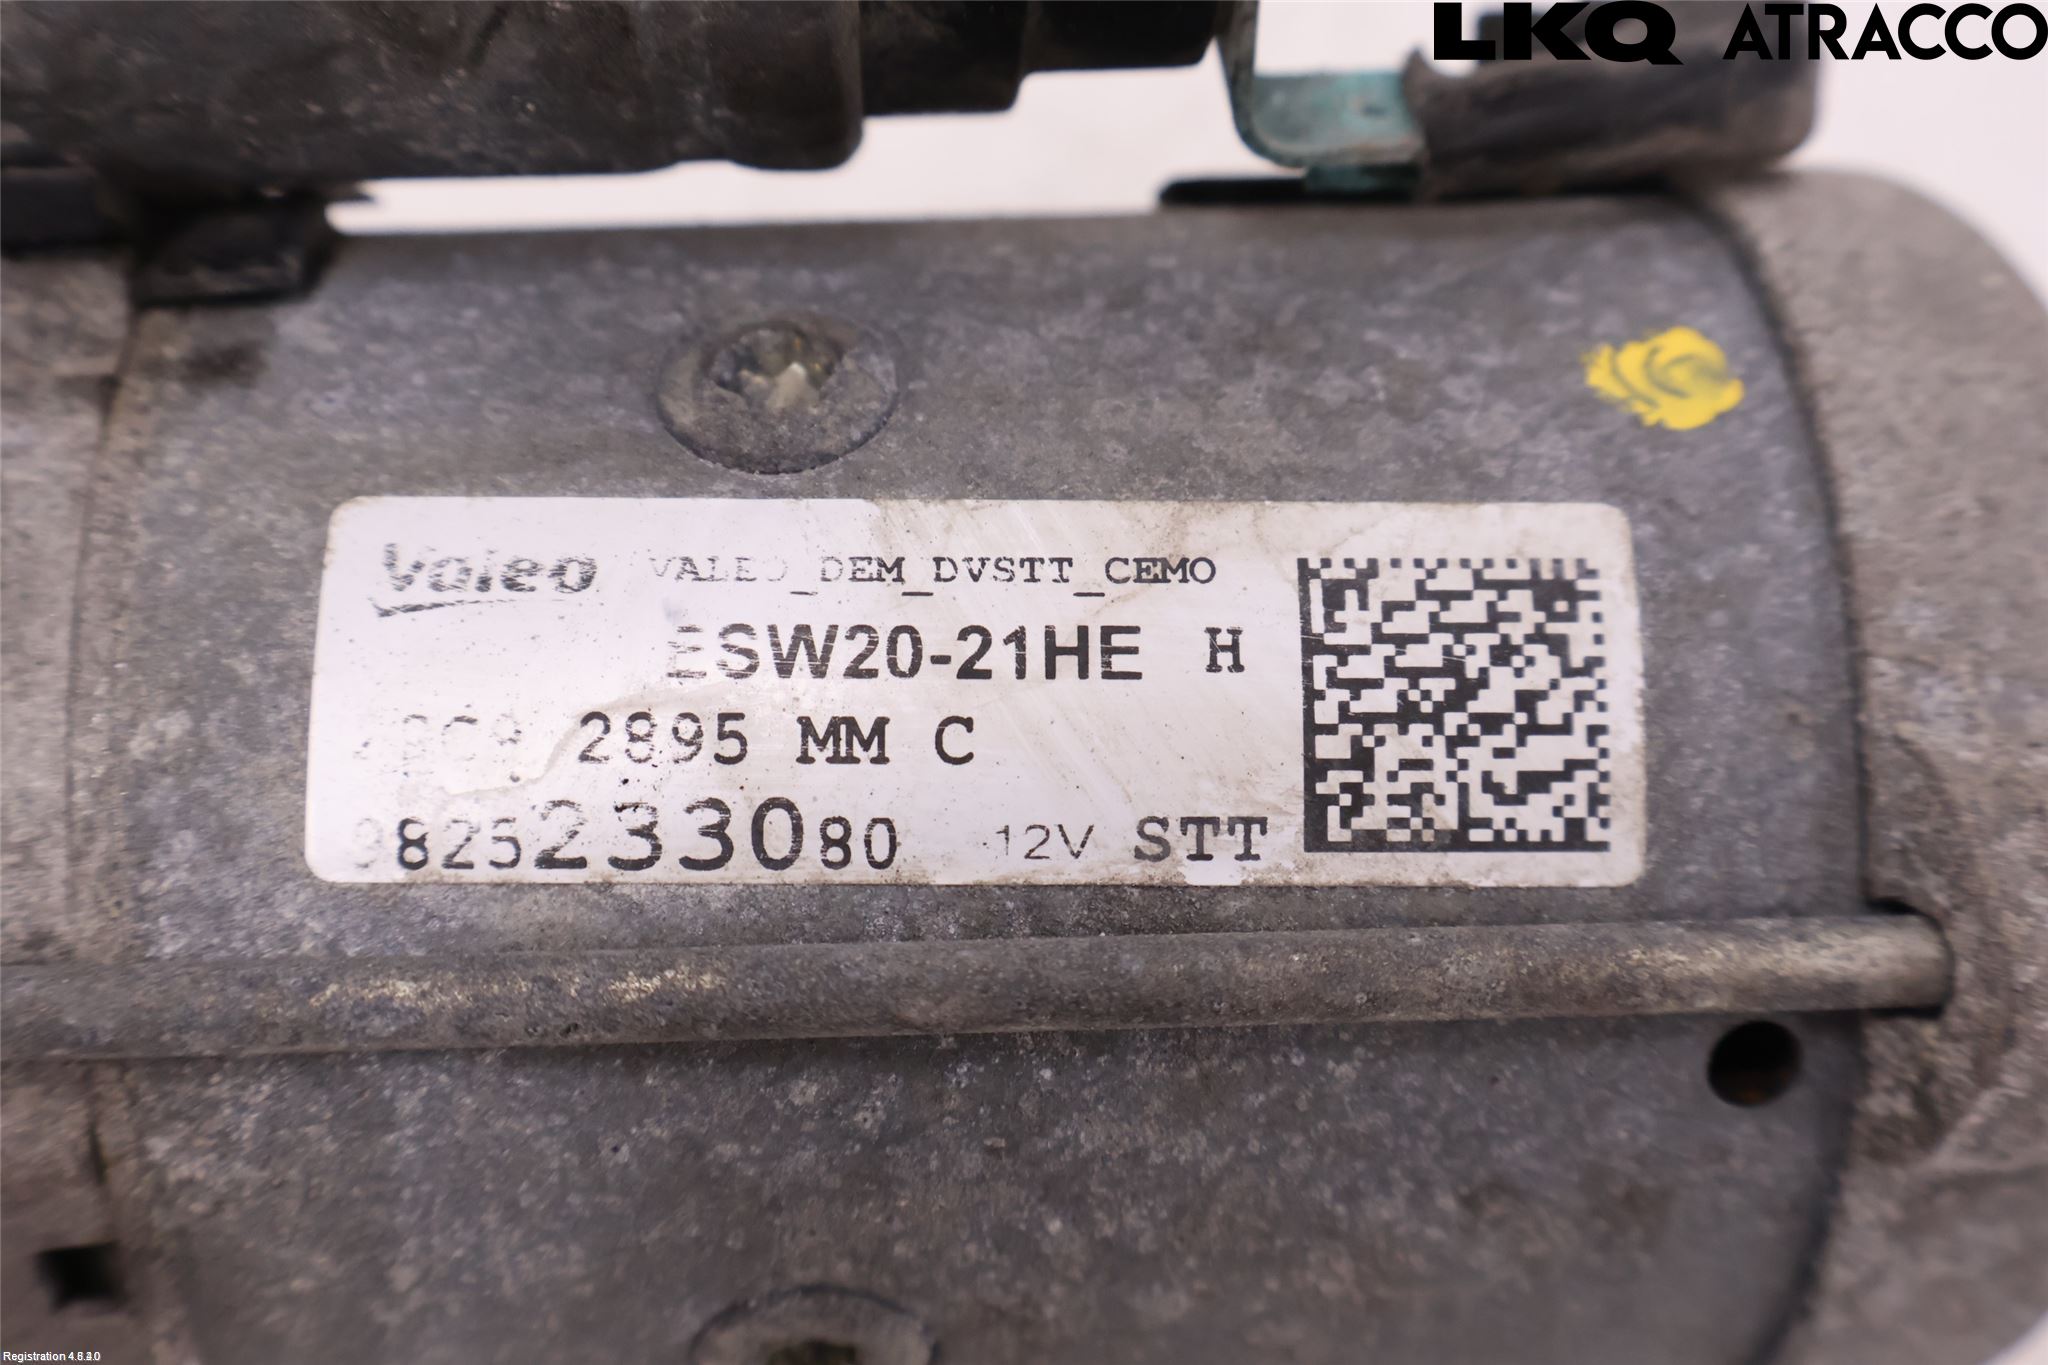 LKQ ATRACCO
Valeo VALEO_DEM_DVSTT_CEMO
ESW20-21HE H
2895 MM C
9825233080 12V STT